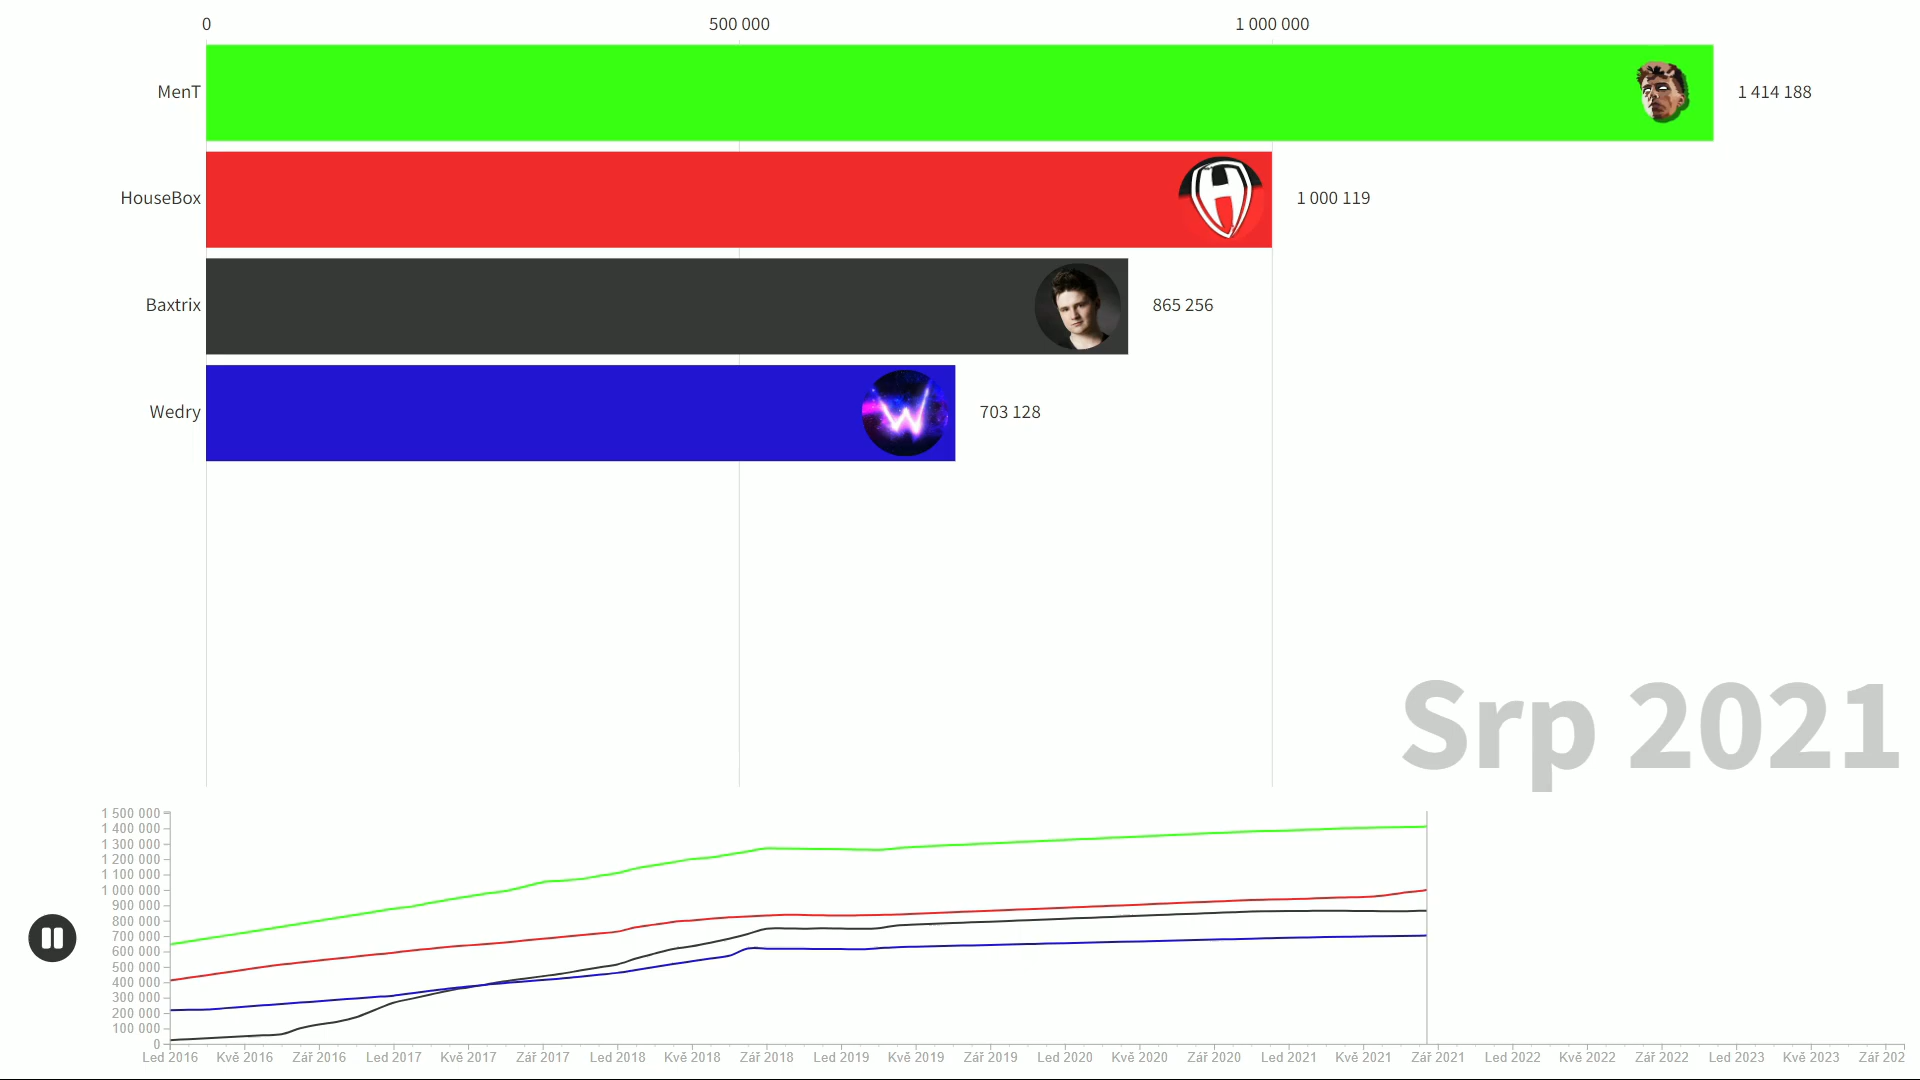 0 500 000 1 000 000
MenT 1 414 188
H
HouseBox 1 000 119
Baxtrix 865 256
W
Wedry 703 128
Srp 2021
1 500 000
1 400 000
1 300 000
1 200 000
1 100 000
1 000 000
900 000
800 000
700 000
600 000
500 000
400 000
300 000
200 000
100 000
0
Led 2016 Kvě 2016 Zář 2016 Led 2017 Kvě 2017 Zář 2017 Led 2018 Kvě 2018 Zář 2018 Led 2019 Kvě 2019 Zář 2019 Led 2020 Kvě 2020 Zář 2020 Led 2021 Kvě 2021 Zář 2021 Led 2022 Kvě 2022 Zář 2022 Led 2023 Kvě 2023 Zář 202